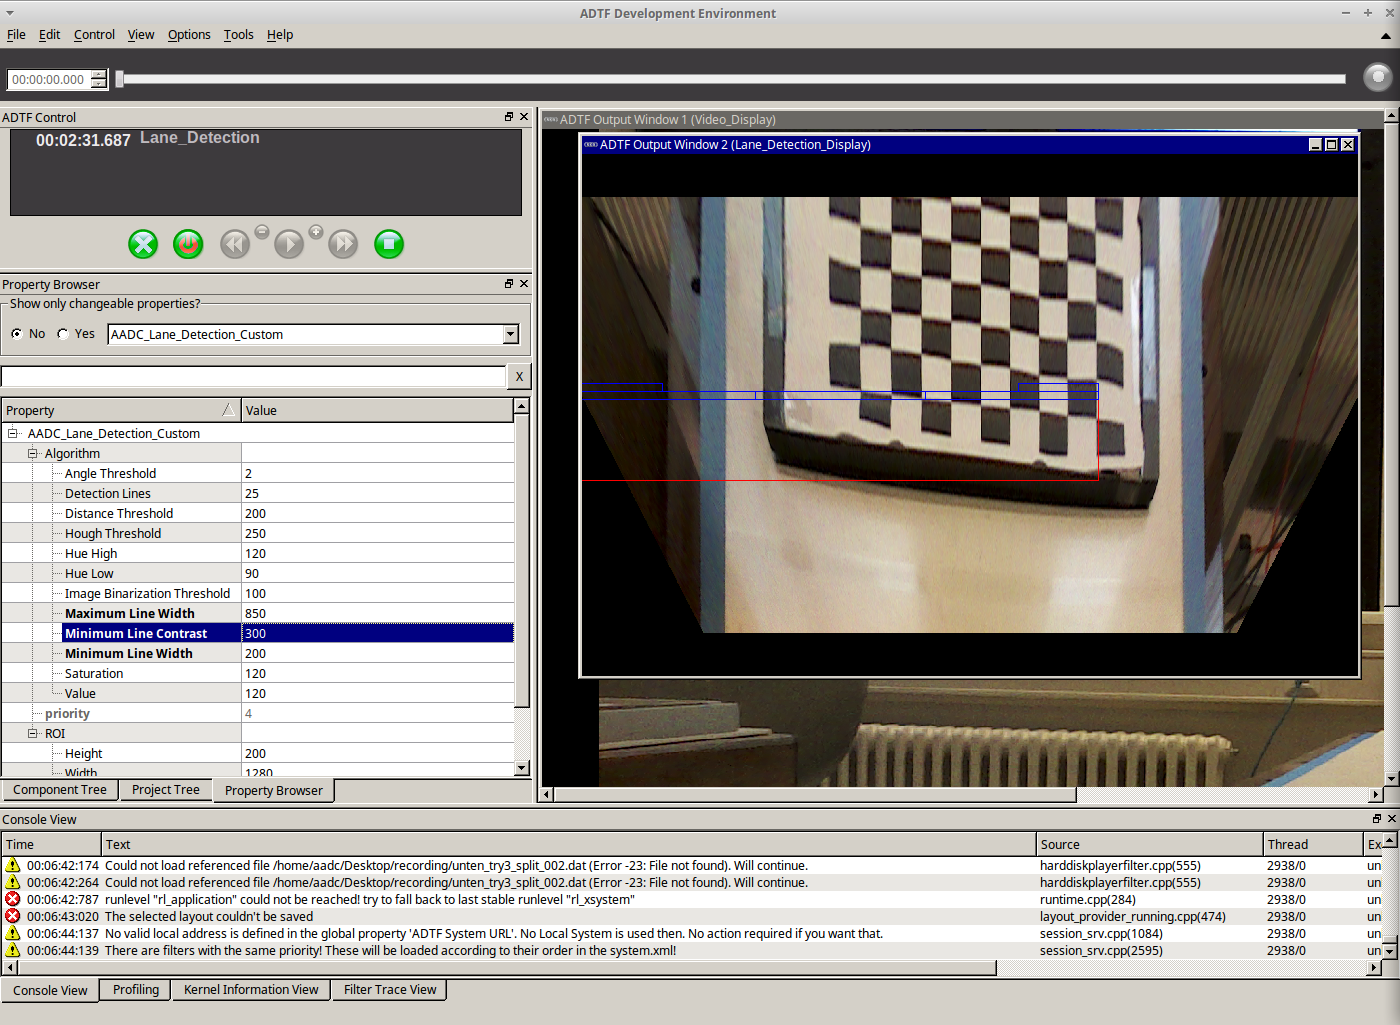 ADTF Development Environment
File Edit Control View Options Tools Help
00:00:00.000
ADTF Control
00:02:31.687 Lane_Detection
Property Browser
Show only changeable properties?
No Yes AADC_Lane_Detection_Custom
X
Property Value
AADC_Lane_Detection_Custom
Algorithm
Angle Threshold 2
Detection Lines 25
Distance Threshold 200
Hough Threshold 250
Hue High 120
Hue Low 90
Image Binarization Threshold 100
Maximum Line Width 850
Minimum Line Contrast 300
Minimum Line Width 200
Saturation 120
Value 120
priority 4
ROI
Height 200
Width 1280
Component Tree Project Tree Property Browser
ADTF Output Window 1 (Video_Display)
ADTF Output Window 2 (Lane_Detection_Display)
Console View
Time Text Source Thread Ex
00:06:42:174 Could not load referenced file /home/aadc/Desktop/recording/unten_try3_split_002.dat (Error -23: File not found). Will continue. harddiskplayerfilter.cpp(555) 2938/0 un
00:06:42:264 Could not load referenced file /home/aadc/Desktop/recording/unten_try3_split_002.dat (Error -23: File not found). Will continue. harddiskplayerfilter.cpp(555) 2938/0 un
00:06:42:787 runlevel "rl_application" could not be reached! try to fall back to last stable runlevel "rl_xsystem" runtime.cpp(284) 2938/0 un
00:06:43:020 The selected layout couldn't be saved layout_provider_running.cpp(474) 2938/0 un
00:06:44:137 No valid local address is defined in the global property 'ADTF System URL'. No Local System is used then. No action required if you want that. session_srv.cpp(1084) 2938/0 un
00:06:44:139 There are filters with the same priority! These will be loaded according to their order in the system.xml! session_srv.cpp(2595) 2938/0 un
Console View Profiling Kernel Information View Filter Trace View